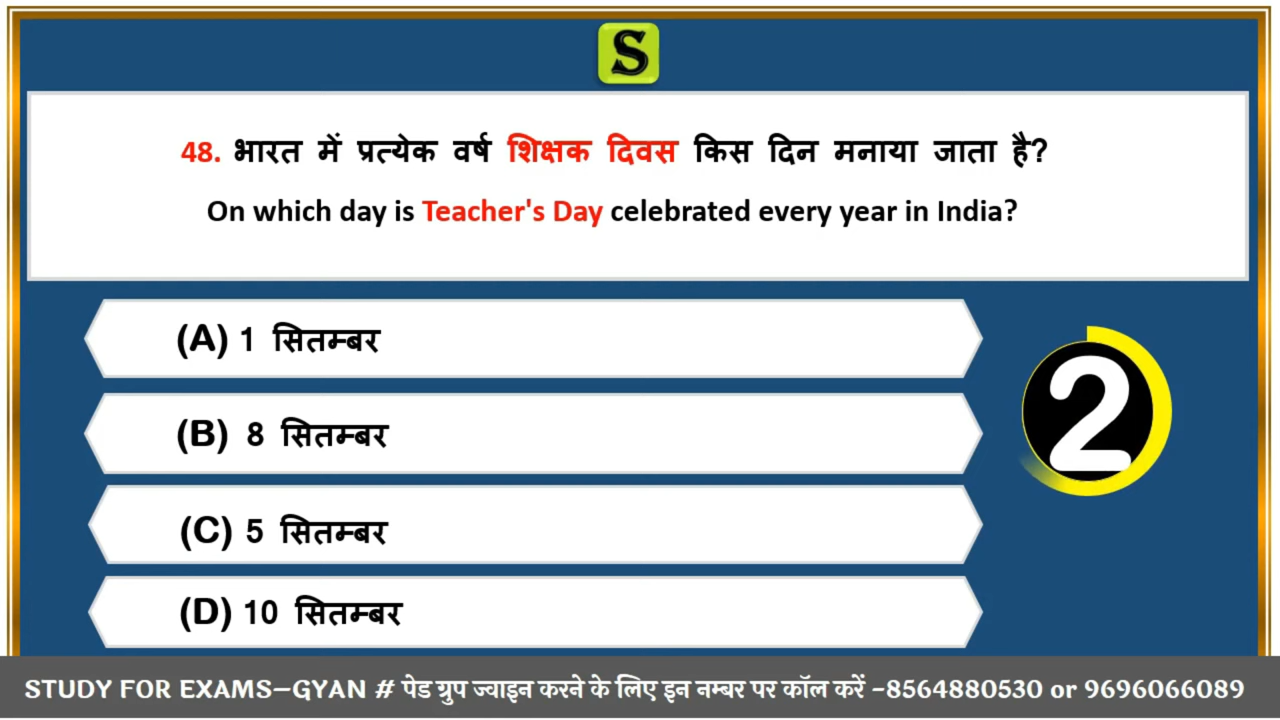 S
48. भारत में प्रत्येक वर्ष शिक्षक दिवस किस दिन मनाया जाता है?
On which day is Teacher's Day celebrated every year in India?
(A) 1 सितम्बर
(B) 8 सितम्बर
2
(C) 5 सितम्बर
(D) 10 सितम्बर
STUDY FOR EXAMS–GYAN # पेड ग्रुप ज्वाइन करने के लिए इन नम्बर पर कॉल करें -8564880530 or 9696066089